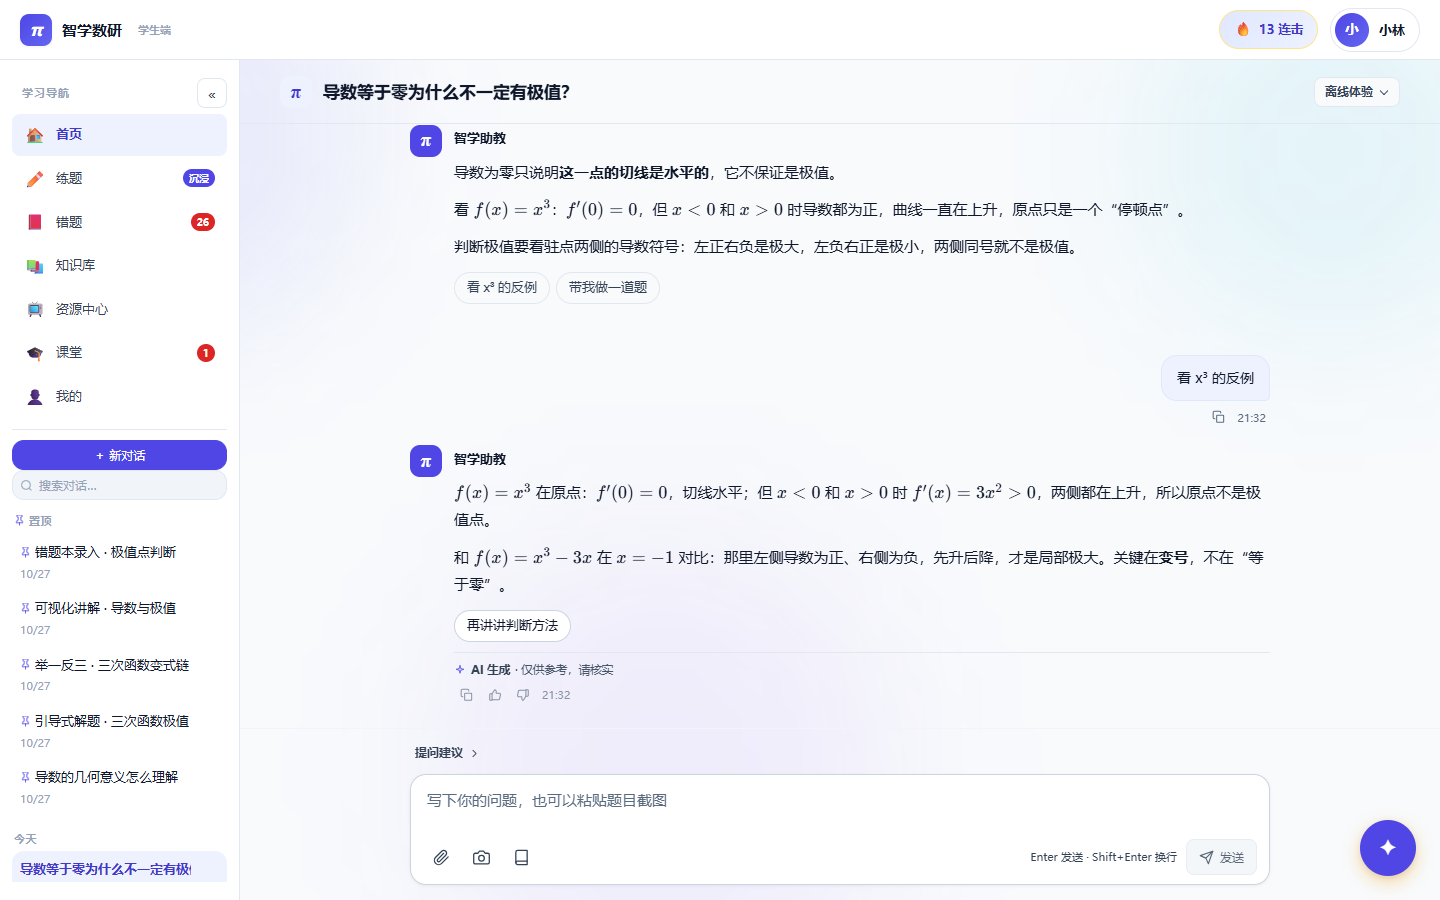 π 智学数研 学生端
13 连击
小 小林
学习导航 «
首页
练题 沉浸
错题 26
知识库
资源中心
课堂 1
我的
+ 新对话
搜索对话...
置顶
错题本录入 · 极值点判断
10/27
可视化讲解 · 导数与极值
10/27
举一反三 · 三次函数变式链
10/27
引导式解题 · 三次函数极值
10/27
导数的几何意义怎么理解
10/27
今天
导数等于零为什么不一定有极
π 导数等于零为什么不一定有极值？
离线体验
π 智学助教
导数为零只说明这一点的切线是水平的，它不保证是极值。
看 f(x) = x³：f′(0) = 0，但 x < 0 和 x > 0 时导数都为正，曲线一直在上升，原点只是一个“停顿点”。
判断极值要看驻点两侧的导数符号：左正右负是极大，左负右正是极小，两侧同号就不是极值。
看 x³ 的反例 带我做一道题
看 x³ 的反例
21:32
π 智学助教
f(x) = x³ 在原点：f′(0) = 0，切线水平；但 x < 0 和 x > 0 时 f′(x) = 3x² > 0，两侧都在上升，所以原点不是极
值点。
和 f(x) = x³ − 3x 在 x = −1 对比：那里左侧导数为正、右侧为负，先升后降，才是局部极大。关键在变号，不在“等
于零”。
再讲讲判断方法
AI 生成 · 仅供参考，请核实
21:32
提问建议
写下你的问题，也可以粘贴题目截图
Enter 发送 · Shift+Enter 换行 发送